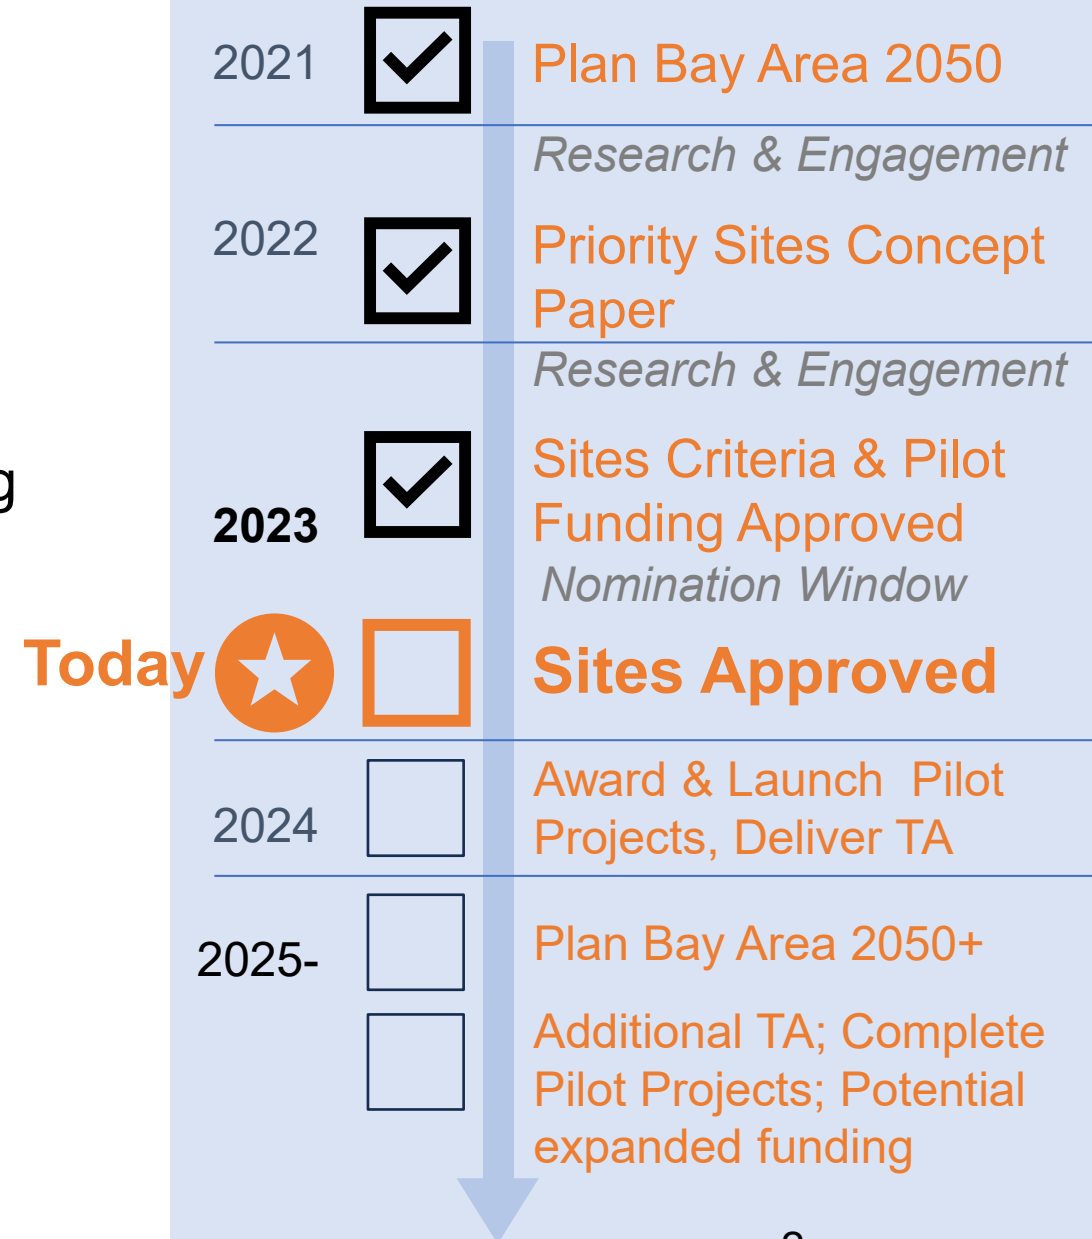 2021
Plan Bay Area 2050
Research & Engagement
2022
Priority Sites Concept
Paper
Research & Engagement
g
2023
Sites Criteria & Pilot
Funding Approved
Nomination Window
Today
Sites Approved
2024
Award & Launch Pilot
Projects, Deliver TA
2025-
Plan Bay Area 2050+
Additional TA; Complete
Pilot Projects; Potential
expanded funding